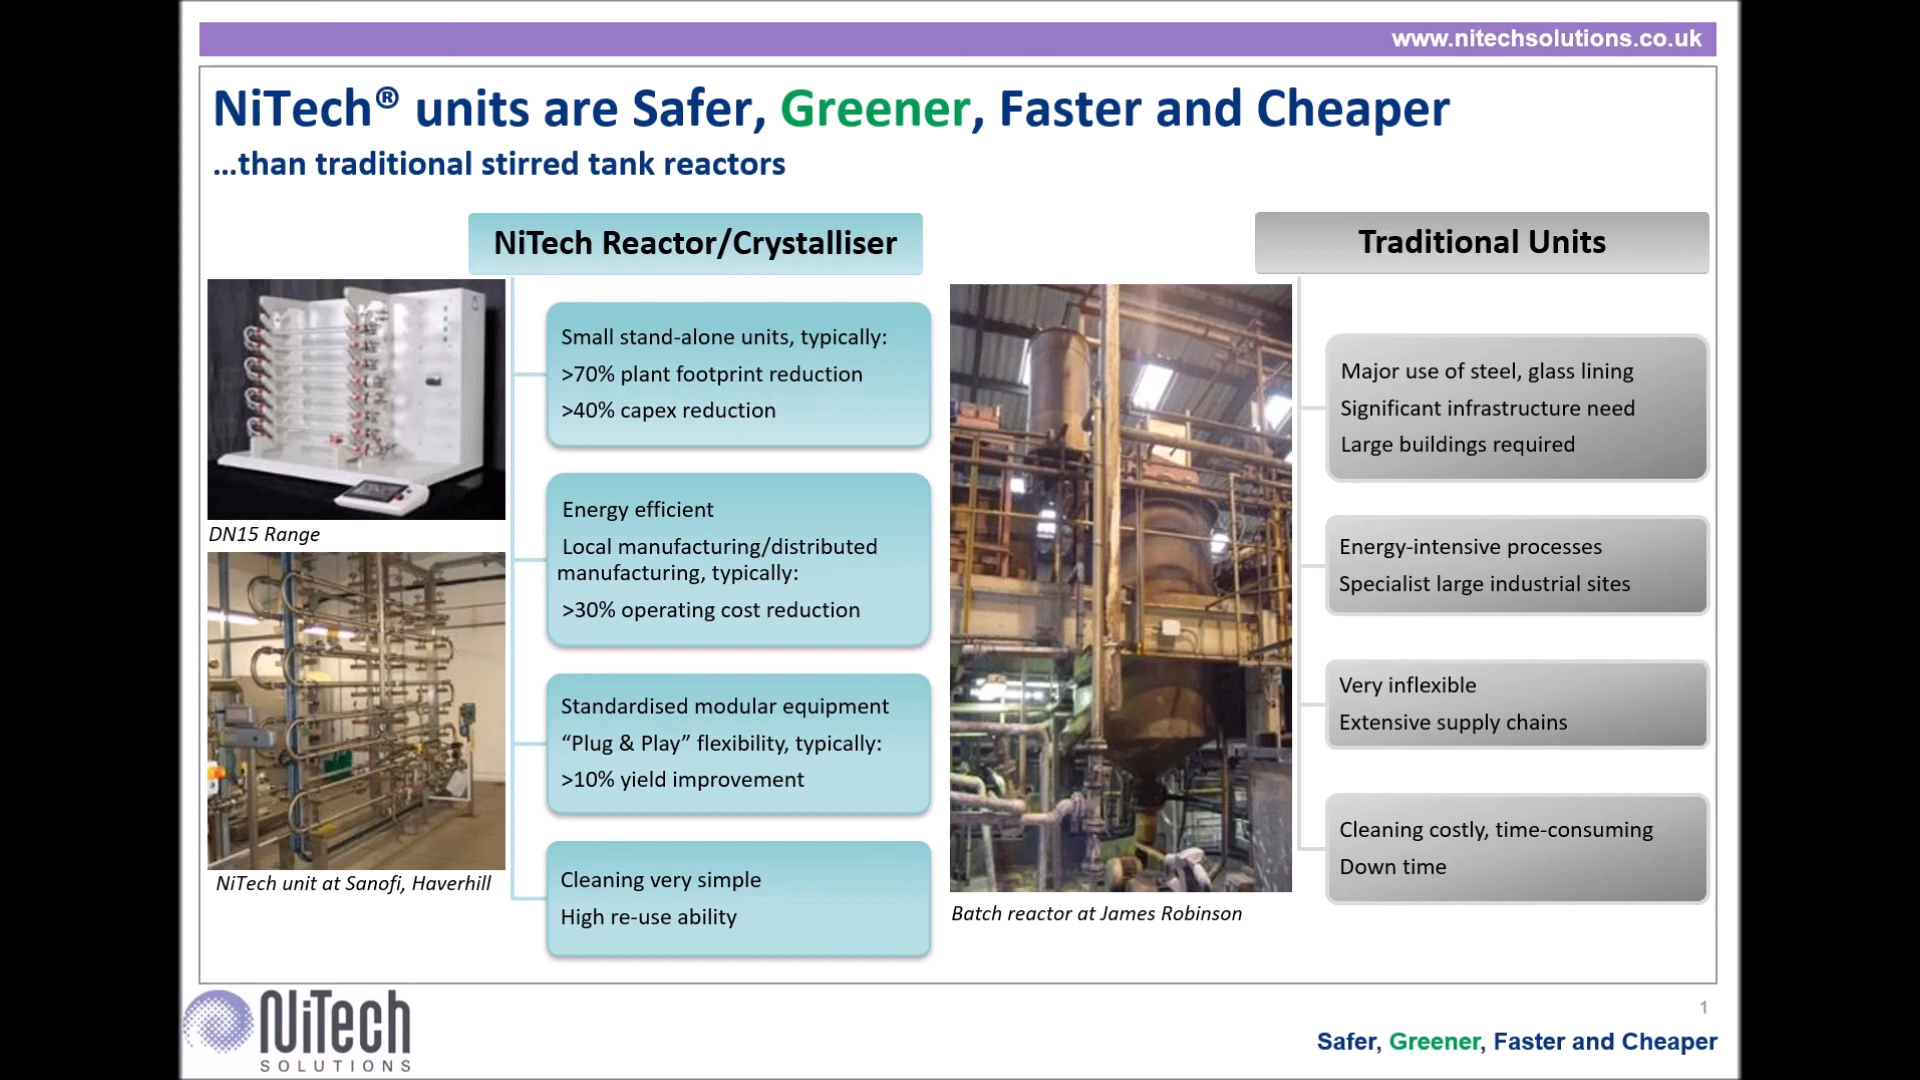 www.nitechsolutions.co.uk
NiTech® units are Safer, Greener, Faster and Cheaper
...than traditional stirred tank reactors
NiTech Reactor/Crystalliser
Small stand-alone units, typically:
>70% plant footprint reduction
>40% capex reduction
Energy efficient
Local manufacturing/distributed
manufacturing, typically:
>30% operating cost reduction
Standardised modular equipment
“Plug & Play” flexibility, typically:
>10% yield improvement
Cleaning very simple
High re-use ability
DN15 Range
NiTech unit at Sanofi, Haverhill
Traditional Units
Major use of steel, glass lining
Significant infrastructure need
Large buildings required
Energy-intensive processes
Specialist large industrial sites
Very inflexible
Extensive supply chains
Cleaning costly, time-consuming
Down time
Batch reactor at James Robinson
NiTech
SOLUTIONS
1
Safer, Greener, Faster and Cheaper